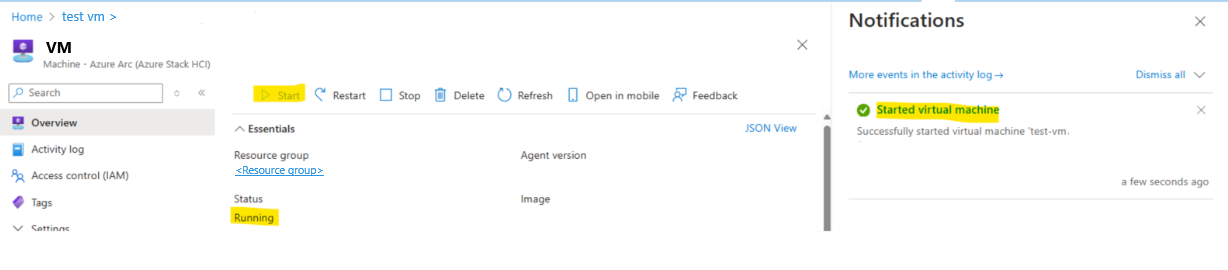 Home > test vm >
VM
Machine - Azure Arc (Azure Stack HCI)
Search
Overview
Activity log
Access control (IAM)
Tags
Settings
Start Restart Stop Delete Refresh Open in mobile Feedback
Essentials JSON View
Resource group
<Resource group>
Status
Running
Agent version
Image
Notifications
More events in the activity log → Dismiss all
Started virtual machine
Successfully started virtual machine 'test-vm.
a few seconds ago